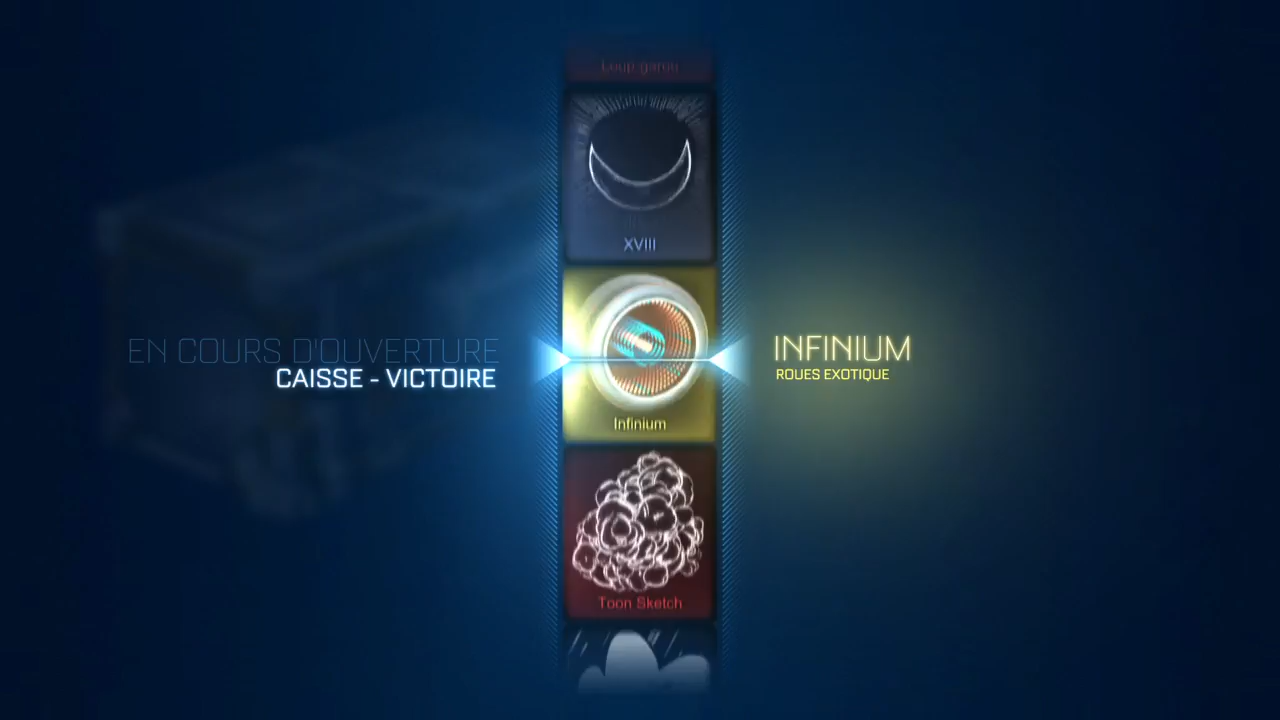 Loup-garou
XVIII
EN COURS D'OUVERTURE
CAISSE - VICTOIRE
INFINIUM
ROUES EXOTIQUE
Infinium
Toon Sketch